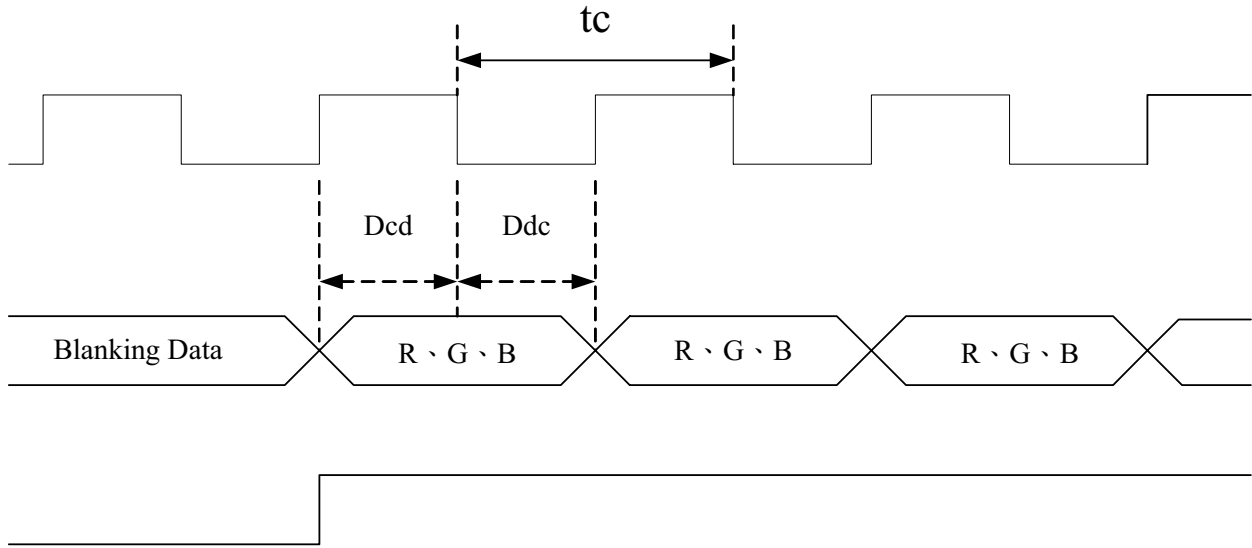 tc
Dcd
Ddc
Blanking Data
R、G、B
R、G、B
R、G、B